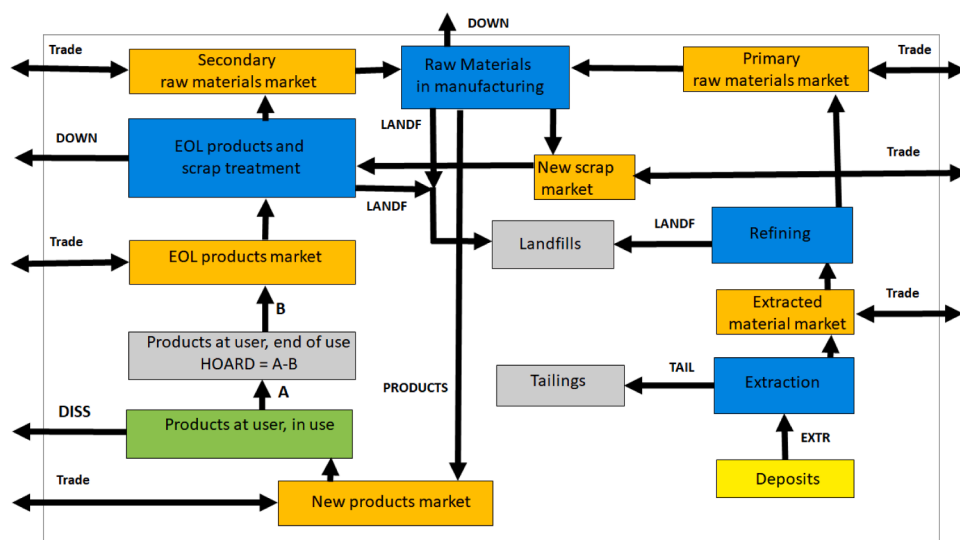 DOWN
Trade
Secondary
raw materials market
Raw Materials
in manufacturing
Primary
raw materials market
Trade
DOWN
EOL products and
scrap treatment
LANDF
LANDF
New scrap
market
Trade
Trade
EOL products market
Landfills
LANDF
Refining
B
Extracted
material market
Trade
Products at user, end of use
HOARD = A-B
A
PRODUCTS
Tailings
TAIL
Extraction
DISS
Products at user, in use
EXTR
Trade
New products market
Deposits